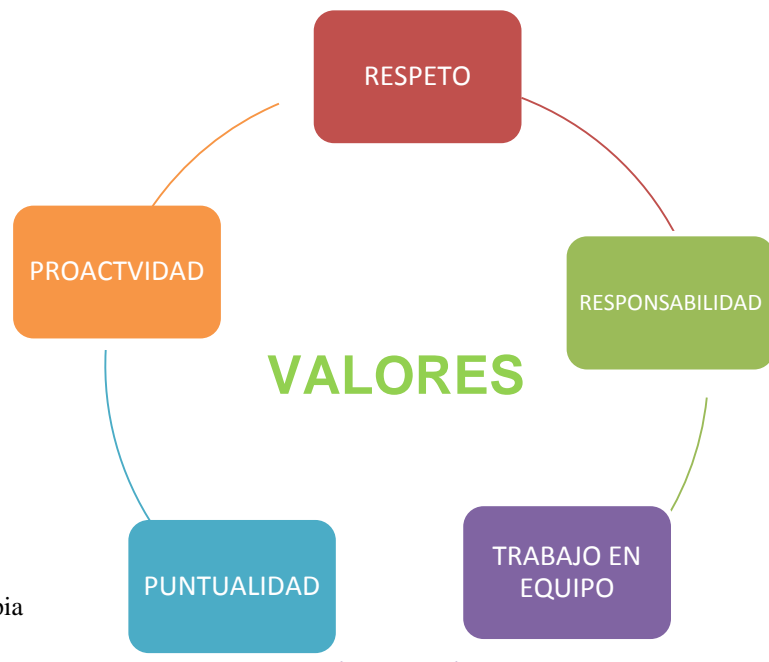 RESPETO
PROACTVIDAD
RESPONSABILIDAD
VALORES
TRABAJO EN
EQUIPO
PUNTUALIDAD